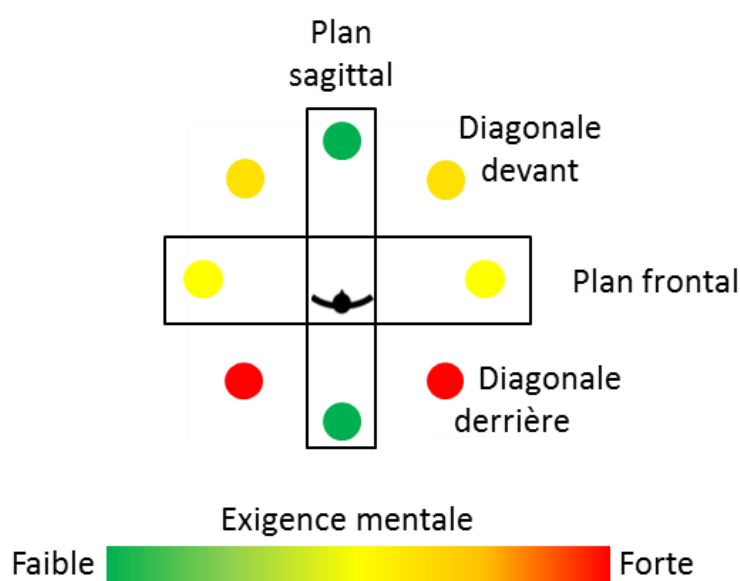 Plan
sagittal
Diagonale
devant
Plan frontal
Diagonale
derrière
Exigence mentale
Faible
Forte